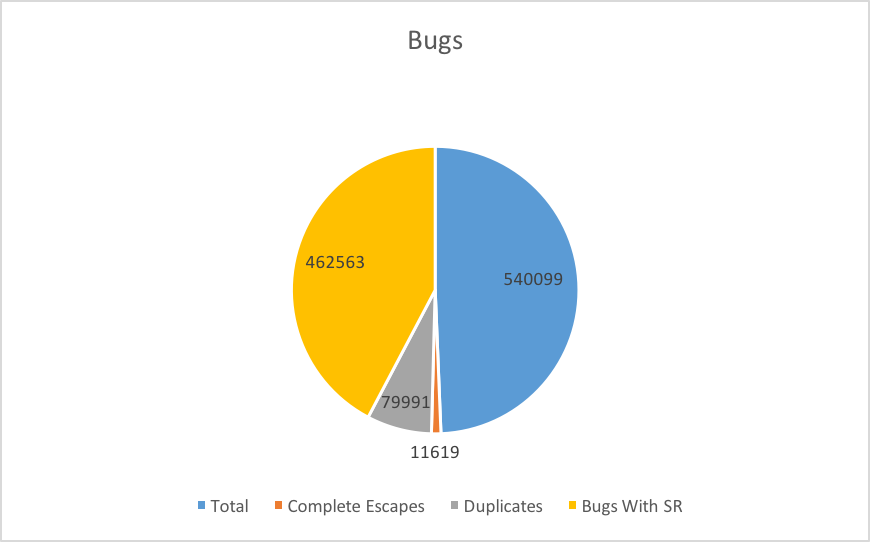 Bugs
462563
540099
79991
11619
Total Complete Escapes Duplicates Bugs With SR